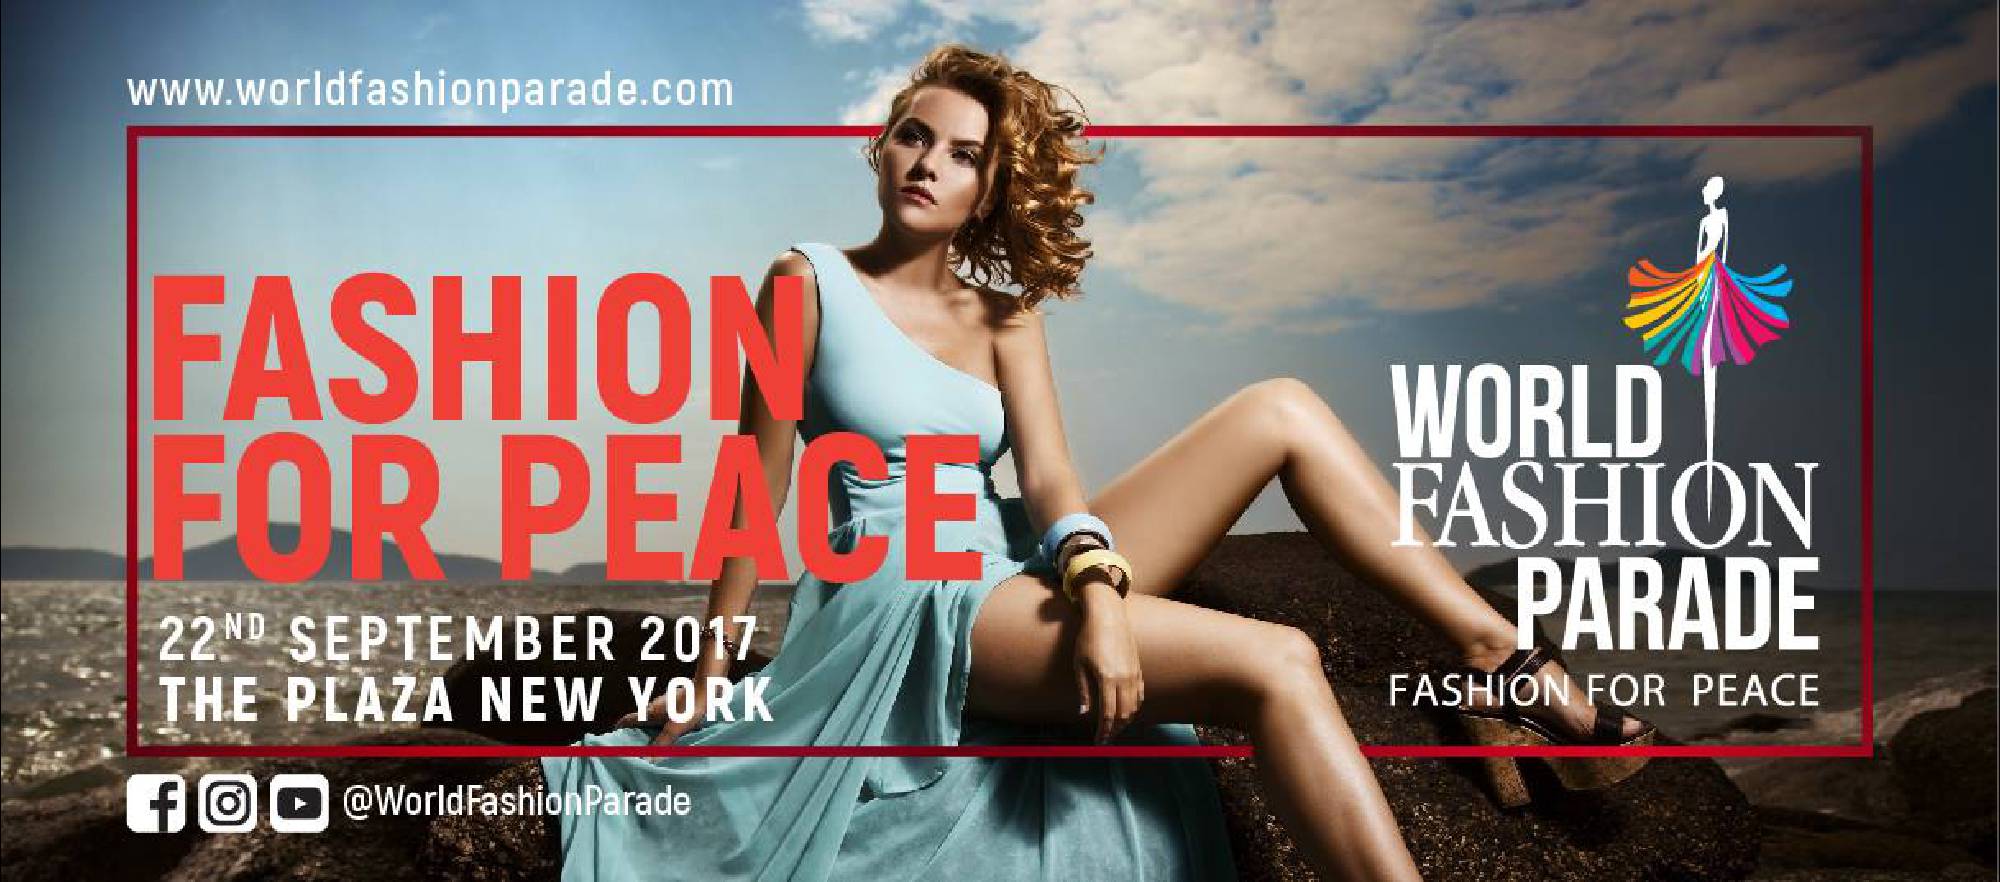 www.worldfashionparade.com
FASHION
FOR PEACE
22ND SEPTEMBER 2017
THE PLAZA NEW YORK
@WorldFashionParade
WORLD
FASHION
PARADE
FASHION FOR PEACE